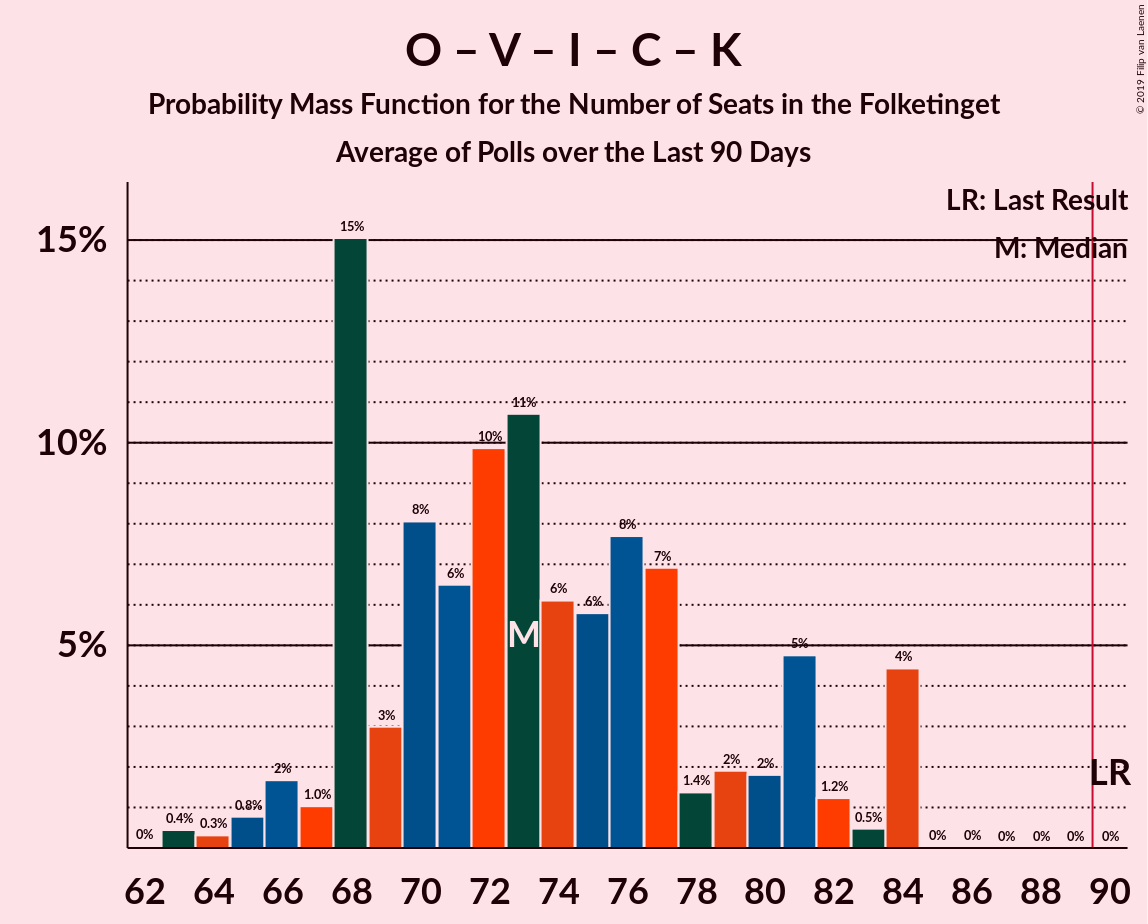 O – V – I – C – K
Probability Mass Function for the Number of Seats in the Folketinget
Average of Polls over the Last 90 Days
© 2019 Filip van Laenen
LR: Last Result
M: Median
15%
10%
5%
0% 0.4% 0.3% 0.8% 2% 1.0% 15% 3% 8% 6% 10% 11% 6% 6% 8% 7% 1.4% 2% 2% 5% 1.2% 0.5% 4% 0% 0% 0% 0% 0% 0%
M
LR
62 64 66 68 70 72 74 76 78 80 82 84 86 88 90